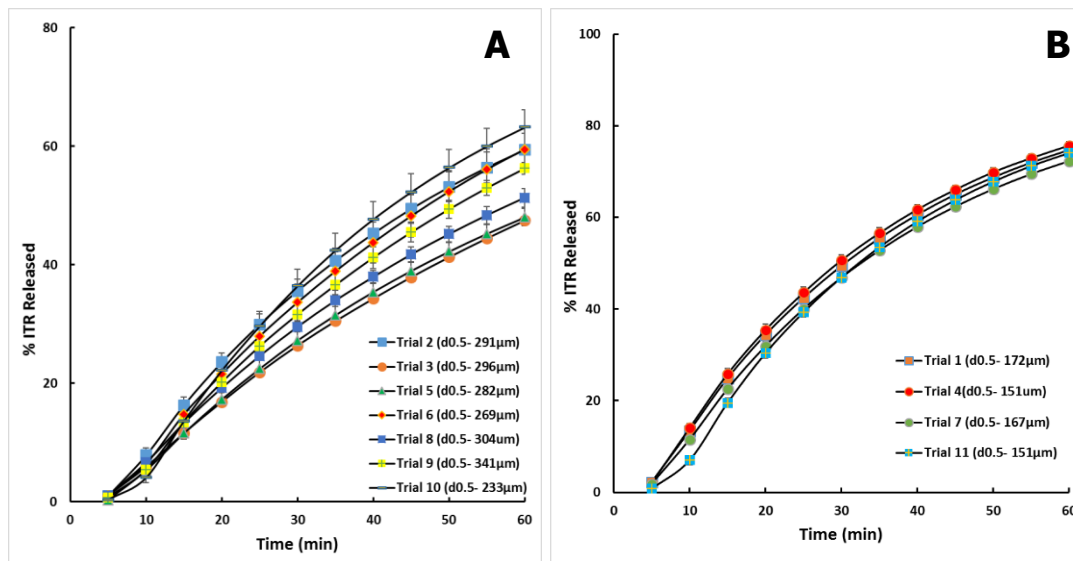 A
% ITR Released
80
60
40
20
0
0
10
20
30
40
50
60
Time (min)
Trial 2 (d0.5- 291µm)
Trial 3 (d0.5- 296µm)
Trial 5 (d0.5- 282µm)
Trial 6 (d0.5- 269µm)
Trial 8 (d0.5- 304um)
Trial 9 (d0.5- 341µm)
Trial 10 (d0.5- 233µm)
B
% ITR Released
100
80
60
40
20
0
0
10
20
30
40
50
60
Time (min)
Trial 1 (d0.5- 172µm)
Trial 4(d0.5- 151um)
Trial 7 (d0.5- 167µm)
Trial 11 (d0.5- 151µm)